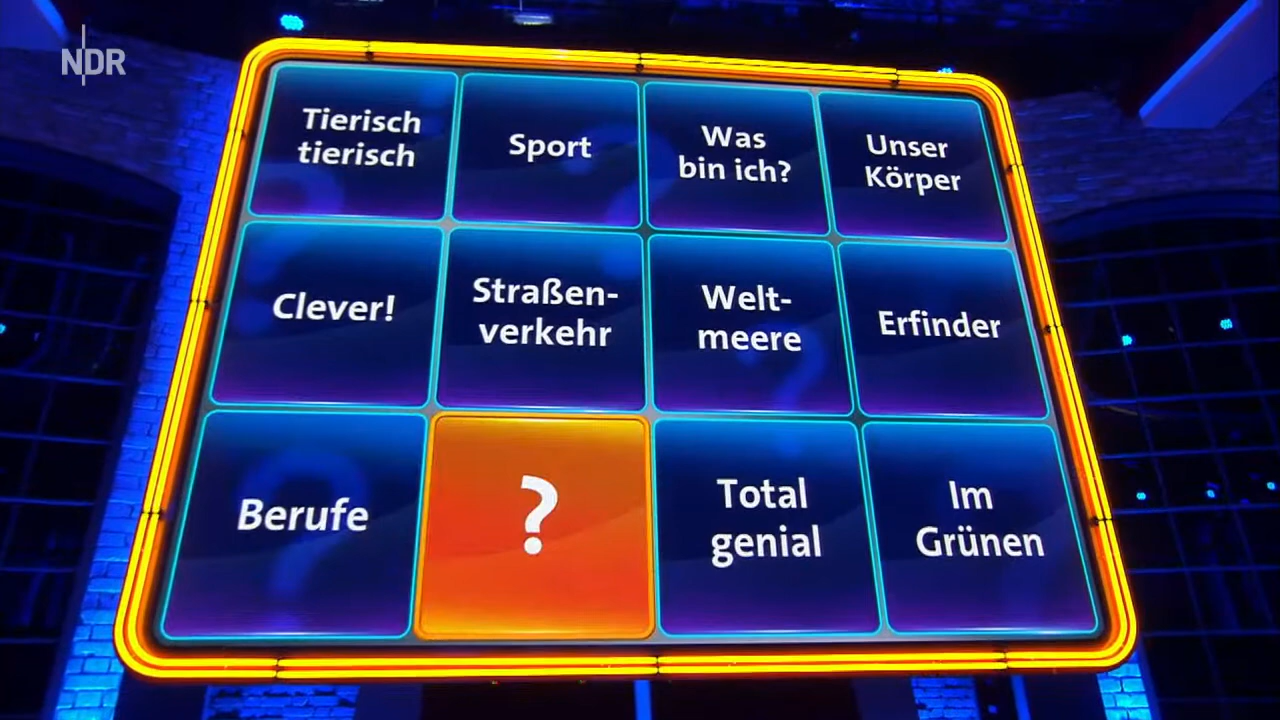 NDR
Tierisch
tierisch
Sport
Was
bin ich?
Unser
Körper
Clever!
Straßen-
verkehr
Welt-
meere
Erfinder
Berufe
?
Total
genial
Im
Grünen